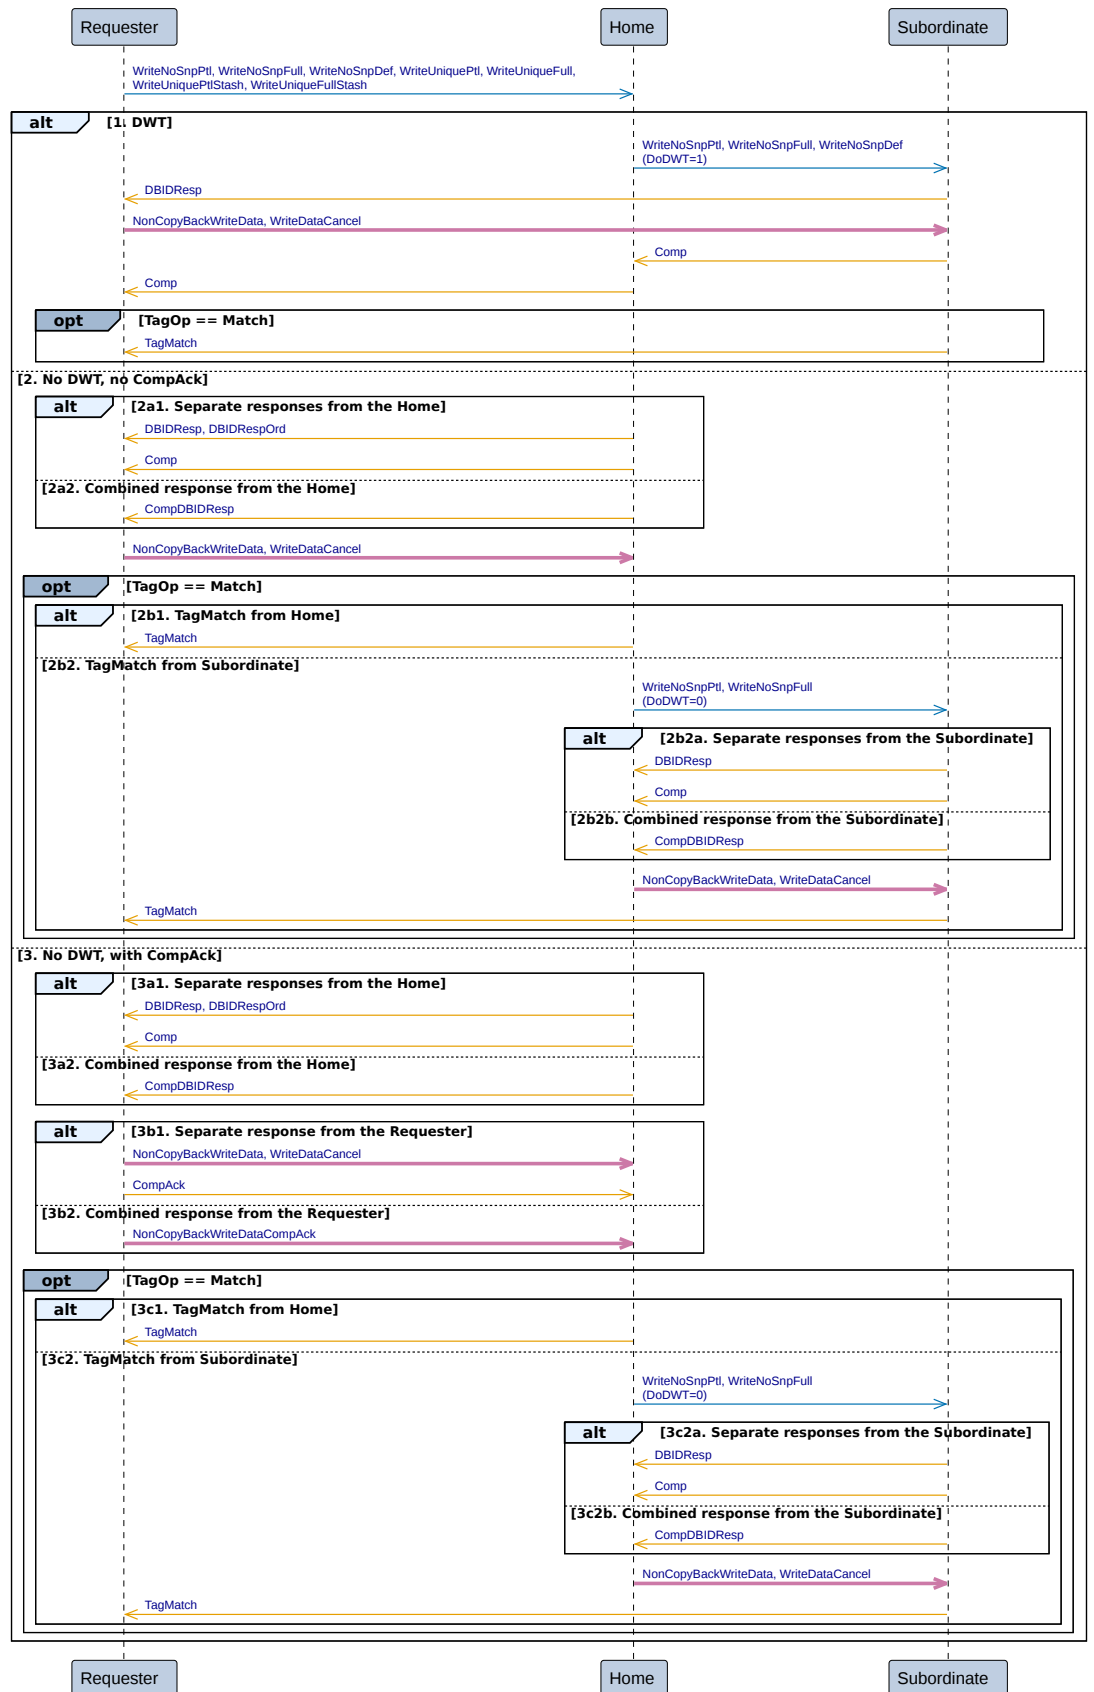 Requester Home Subordinate
WriteNoSnpPtl, WriteNoSnpFull, WriteNoSnpDef, WriteUniquePtl, WriteUniqueFull,
WriteUniquePtlStash, WriteUniqueFullStash
alt [1. DWT]
WriteNoSnpPtl, WriteNoSnpFull, WriteNoSnpDef
(DoDWT=1)
DBIDResp
NonCopyBackWriteData, WriteDataCancel
Comp
Comp
opt [TagOp == Match]
TagMatch
[2. No DWT, no CompAck]
alt [2a1. Separate responses from the Home]
DBIDResp, DBIDRespOrd
Comp
[2a2. Combined response from the Home]
CompDBIDResp
NonCopyBackWriteData, WriteDataCancel
opt [TagOp == Match]
alt [2b1. TagMatch from Home]
TagMatch
[2b2. TagMatch from Subordinate]
WriteNoSnpPtl, WriteNoSnpFull
(DoDWT=0)
alt [2b2a. Separate responses from the Subordinate]
DBIDResp
Comp
[2b2b. Combined response from the Subordinate]
CompDBIDResp
NonCopyBackWriteData, WriteDataCancel
TagMatch
[3. No DWT, with CompAck]
alt [3a1. Separate responses from the Home]
DBIDResp, DBIDRespOrd
Comp
[3a2. Combined response from the Home]
CompDBIDResp
alt [3b1. Separate response from the Requester]
NonCopyBackWriteData, WriteDataCancel
CompAck
[3b2. Combined response from the Requester]
NonCopyBackWriteDataCompAck
opt [TagOp == Match]
alt [3c1. TagMatch from Home]
TagMatch
[3c2. TagMatch from Subordinate]
WriteNoSnpPtl, WriteNoSnpFull
(DoDWT=0)
alt [3c2a. Separate responses from the Subordinate]
DBIDResp
Comp
[3c2b. Combined response from the Subordinate]
CompDBIDResp
NonCopyBackWriteData, WriteDataCancel
TagMatch
Requester Home Subordinate